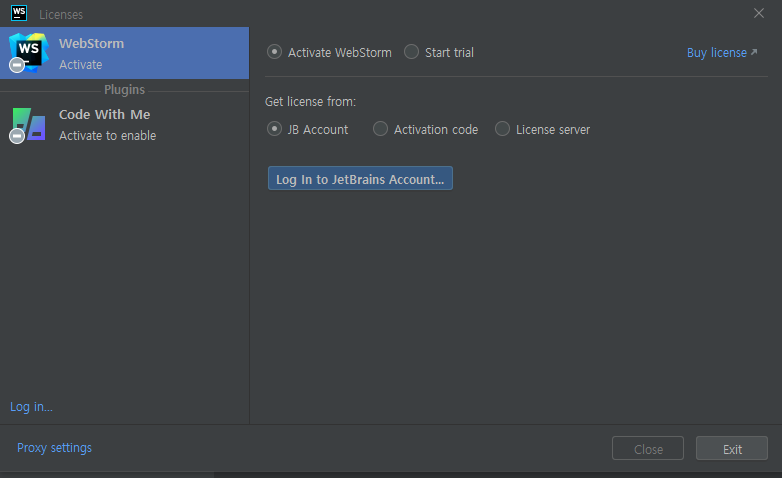 WS Licenses
WS WebStorm
Activate
Plugins
Code With Me
Activate to enable
Log in...
Activate WebStorm Start trial Buy license
Get license from:
JB Account Activation code License server
Log In to JetBrains Account...
Proxy settings Close Exit